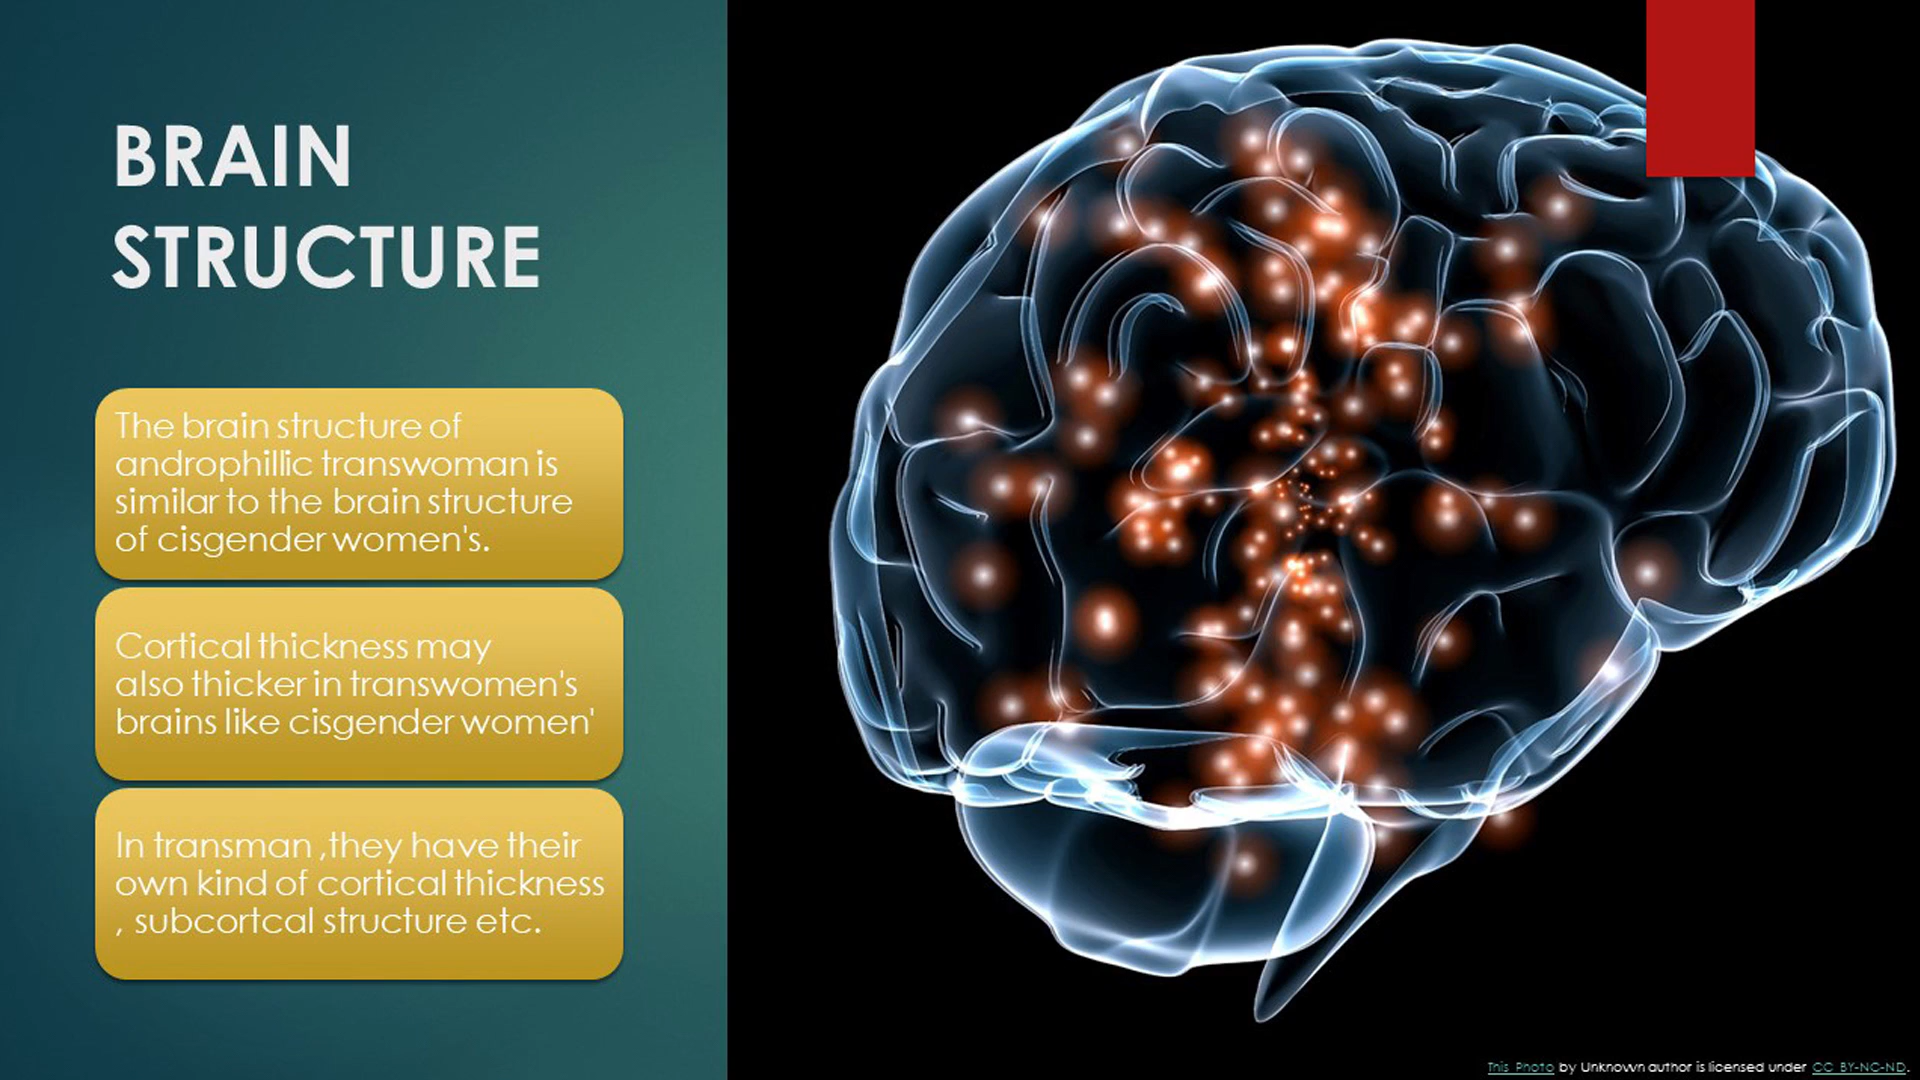 BRAIN
STRUCTURE
The brain structure of
androphillic transwoman is
similar to the brain structure
of cisgender women's.
Cortical thickness may
also thicker in transwomen's
brains like cisgender women'
In transman ,they have their
own kind of cortical thickness
, subcortcal structure etc.
This Photo by Unknown author is licensed under CC BY-NC-ND.